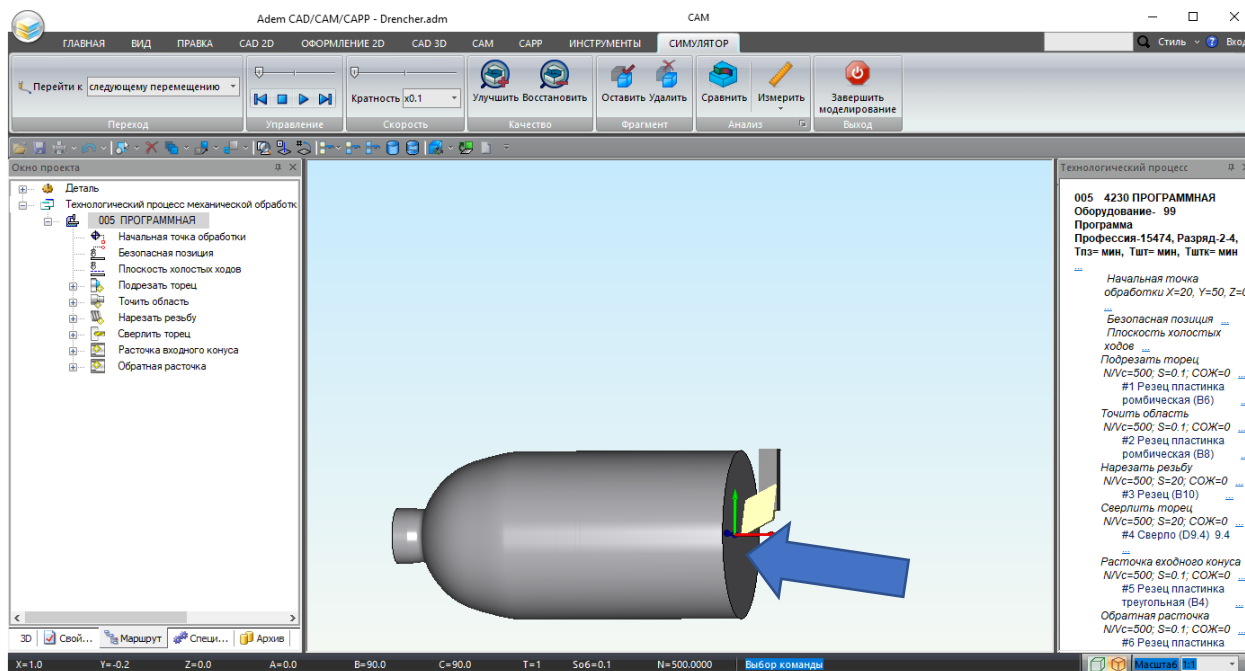 Adem CAD/CAM/CAPP - Drencher.adm
CAM
ГЛАВНАЯ ВИД ПРАВКА CAD 2D ОФОРМЛЕНИЕ 2D CAD 3D CAM CAPP ИНСТРУМЕНТЫ СИМУЛЯТОР
Стиль
Вход
Перейти к следующему перемещению
Переход
Управление
Кратность x0.1
Скорость
Улучшить Восстановить
Качество
Оставить Удалить
Фрагмент
Сравнить Измерить
Анализ
Завершить
моделирование
Выход
Окно проекта
Деталь
Технологический процесс механической обработк
005 ПРОГРАММНАЯ
Начальная точка обработки
Безопасная позиция
Плоскость холостых ходов
Подрезать торец
Точить область
Нарезать резьбу
Сверлить торец
Расточка входного конуса
Обратная расточка
3D Свой... Маршрут Специ... Архив
Технологический процесс
005 4230 ПРОГРАММНАЯ
Оборудование- 99
Программа
Профессия-15474, Разряд-2-4,
Тпз= мин, Тшт= мин, Тштк= мин
...
Начальная точка
обработки X=20, Y=50, Z=0
...
Безопасная позиция ...
Плоскость холостых
ходов ...
Подрезать торец
N/Vc=500; S=0.1; СОЖ=0 ...
#1 Резец пластинка
ромбическая (B6) ...
Точить область
N/Vc=500; S=0.1; СОЖ=0 ...
#2 Резец пластинка
ромбическая (B8) ...
Нарезать резьбу
N/Vc=500; S=20; СОЖ=0 ...
#3 Резец (B10) ...
Сверлить торец
N/Vc=500; S=20; СОЖ=0 ...
#4 Сверло (D9.4) 9.4
...
Расточка входного конуса
N/Vc=500; S=0.1; СОЖ=0 ...
#5 Резец пластинка
треугольная (B4) ...
Обратная расточка
N/Vc=500; S=0.1; СОЖ=0 ...
#6 Резец пластинка
X=1.0 Y=-0.2 Z=0.0 A=0.0 B=90.0 C=90.0 T=1 So6=0.1 N=500.0000 Выбор команды
Масштаб 1:1